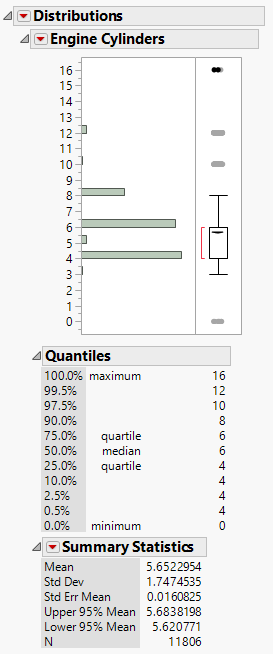 Distributions
Engine Cylinders
16
15
14
13
12
11
10
9
8
7
6
5
4
3
2
1
0
Quantiles
100.0% maximum 16
99.5% 12
97.5% 10
90.0% 8
75.0% quartile 6
50.0% median 6
25.0% quartile 4
10.0% 4
2.5% 4
0.5% 4
0.0% minimum 0
Summary Statistics
Mean 5.6522954
Std Dev 1.7474535
Std Err Mean 0.0160825
Upper 95% Mean 5.6838198
Lower 95% Mean 5.620771
N 11806